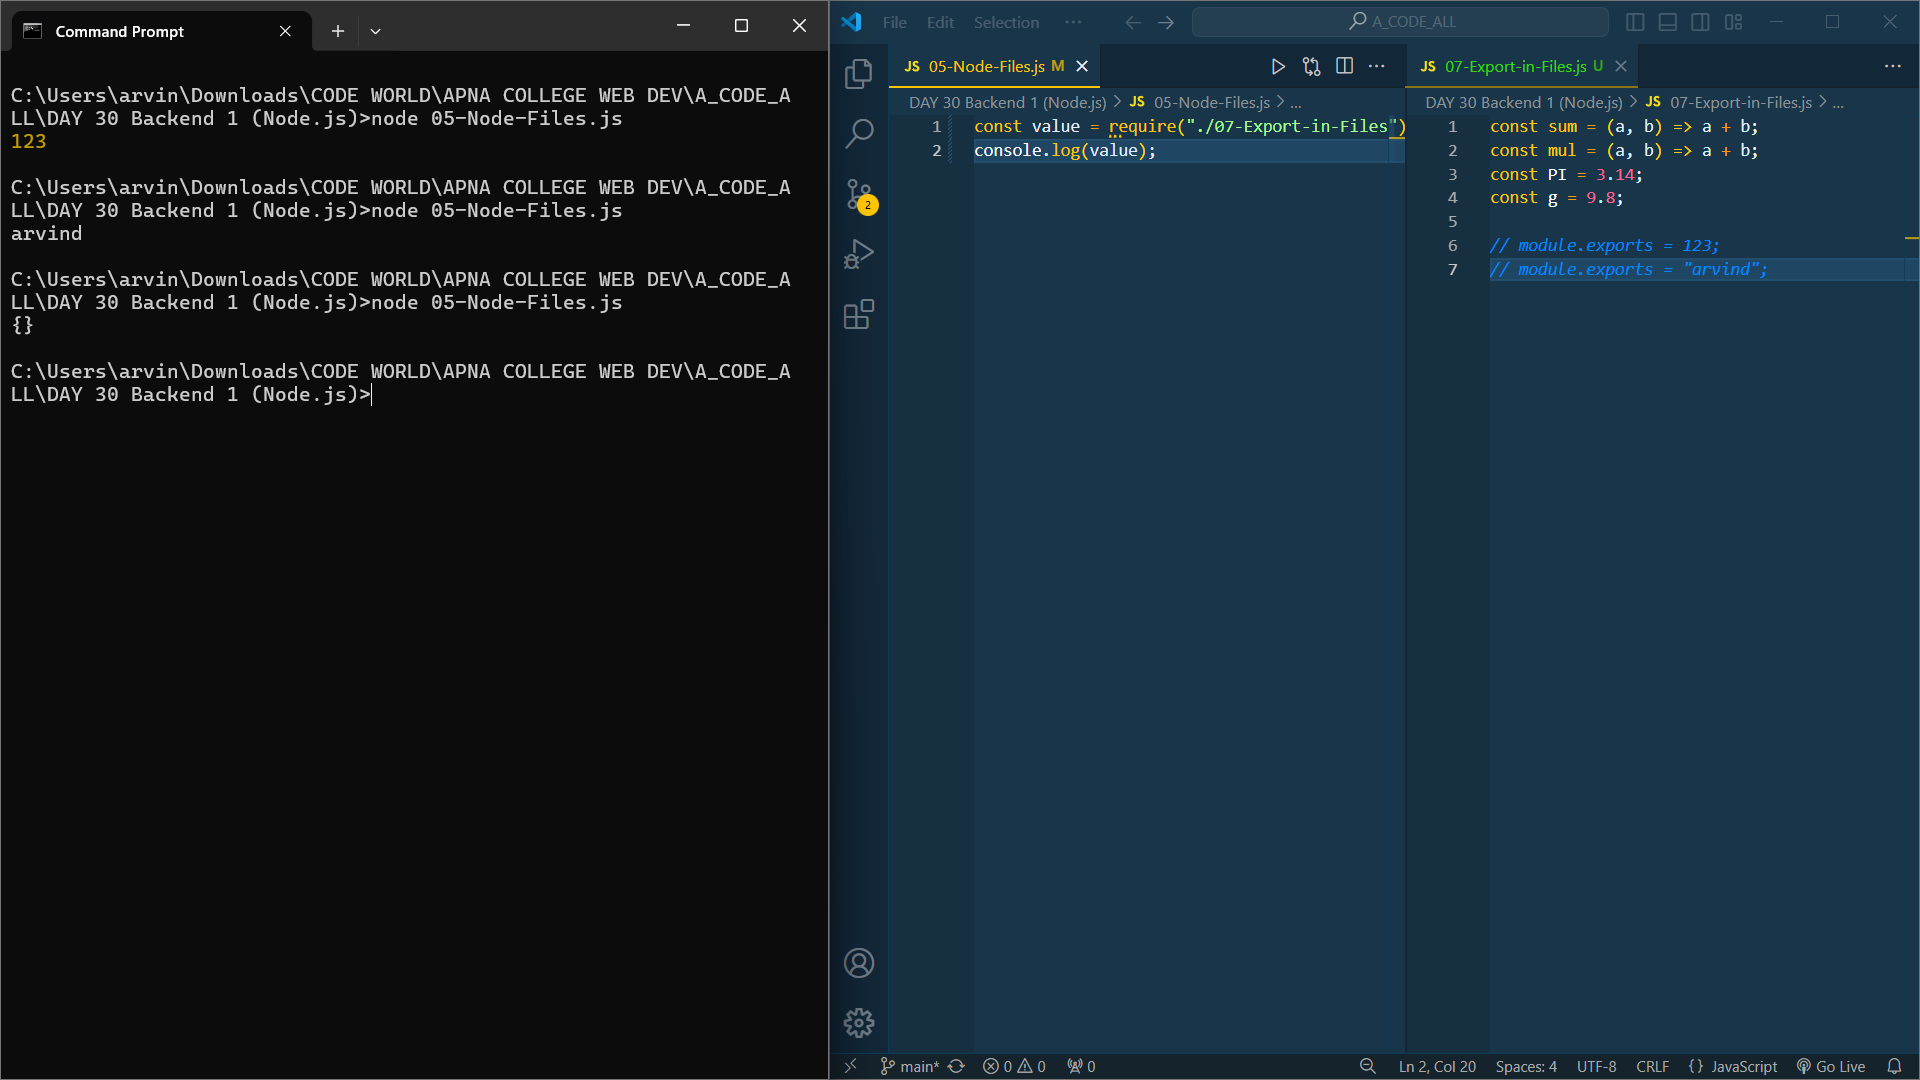 Command Prompt
C:\Users\arvin\Downloads\CODE WORLD\APNA COLLEGE WEB DEV\A_CODE_A
LL\DAY 30 Backend 1 (Node.js)>node 05-Node-Files.js
123
C:\Users\arvin\Downloads\CODE WORLD\APNA COLLEGE WEB DEV\A_CODE_A
LL\DAY 30 Backend 1 (Node.js)>node 05-Node-Files.js
arvind
C:\Users\arvin\Downloads\CODE WORLD\APNA COLLEGE WEB DEV\A_CODE_A
LL\DAY 30 Backend 1 (Node.js)>node 05-Node-Files.js
{}
C:\Users\arvin\Downloads\CODE WORLD\APNA COLLEGE WEB DEV\A_CODE_A
LL\DAY 30 Backend 1 (Node.js)>
File Edit Selection ··· A_CODE_ALL
2
JS 05-Node-Files.js M
DAY 30 Backend 1 (Node.js) > JS 05-Node-Files.js > ...
1 const value = require("./07-Export-in-Files")
2 console.log(value);
JS 07-Export-in-Files.js U
DAY 30 Backend 1 (Node.js) > JS 07-Export-in-Files.js > ...
1 const sum = (a, b) => a + b;
2 const mul = (a, b) => a + b;
3 const PI = 3.14;
4 const g = 9.8;
5
6 // module.exports = 123;
7 // module.exports = "arvind";
main* 0 0 0 Ln 2, Col 20 Spaces: 4 UTF-8 CRLF {} JavaScript Go Live